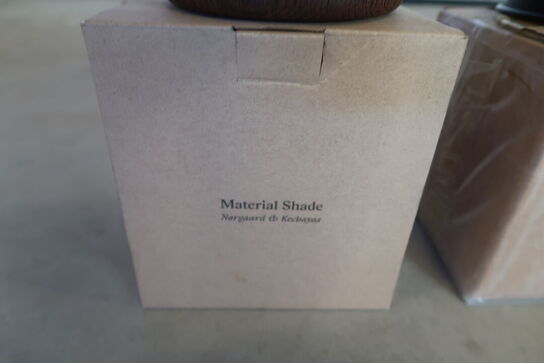 Material Shade
Nørgaard & Kechayas